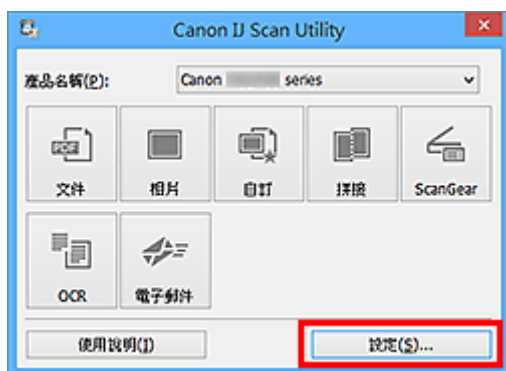 Canon IJ Scan Utility
產品名稱(P):
Canon series
PDF
文件
相片
自訂
拼接
ScanGear
OCR
電子郵件
使用說明(I)
設定(S)...